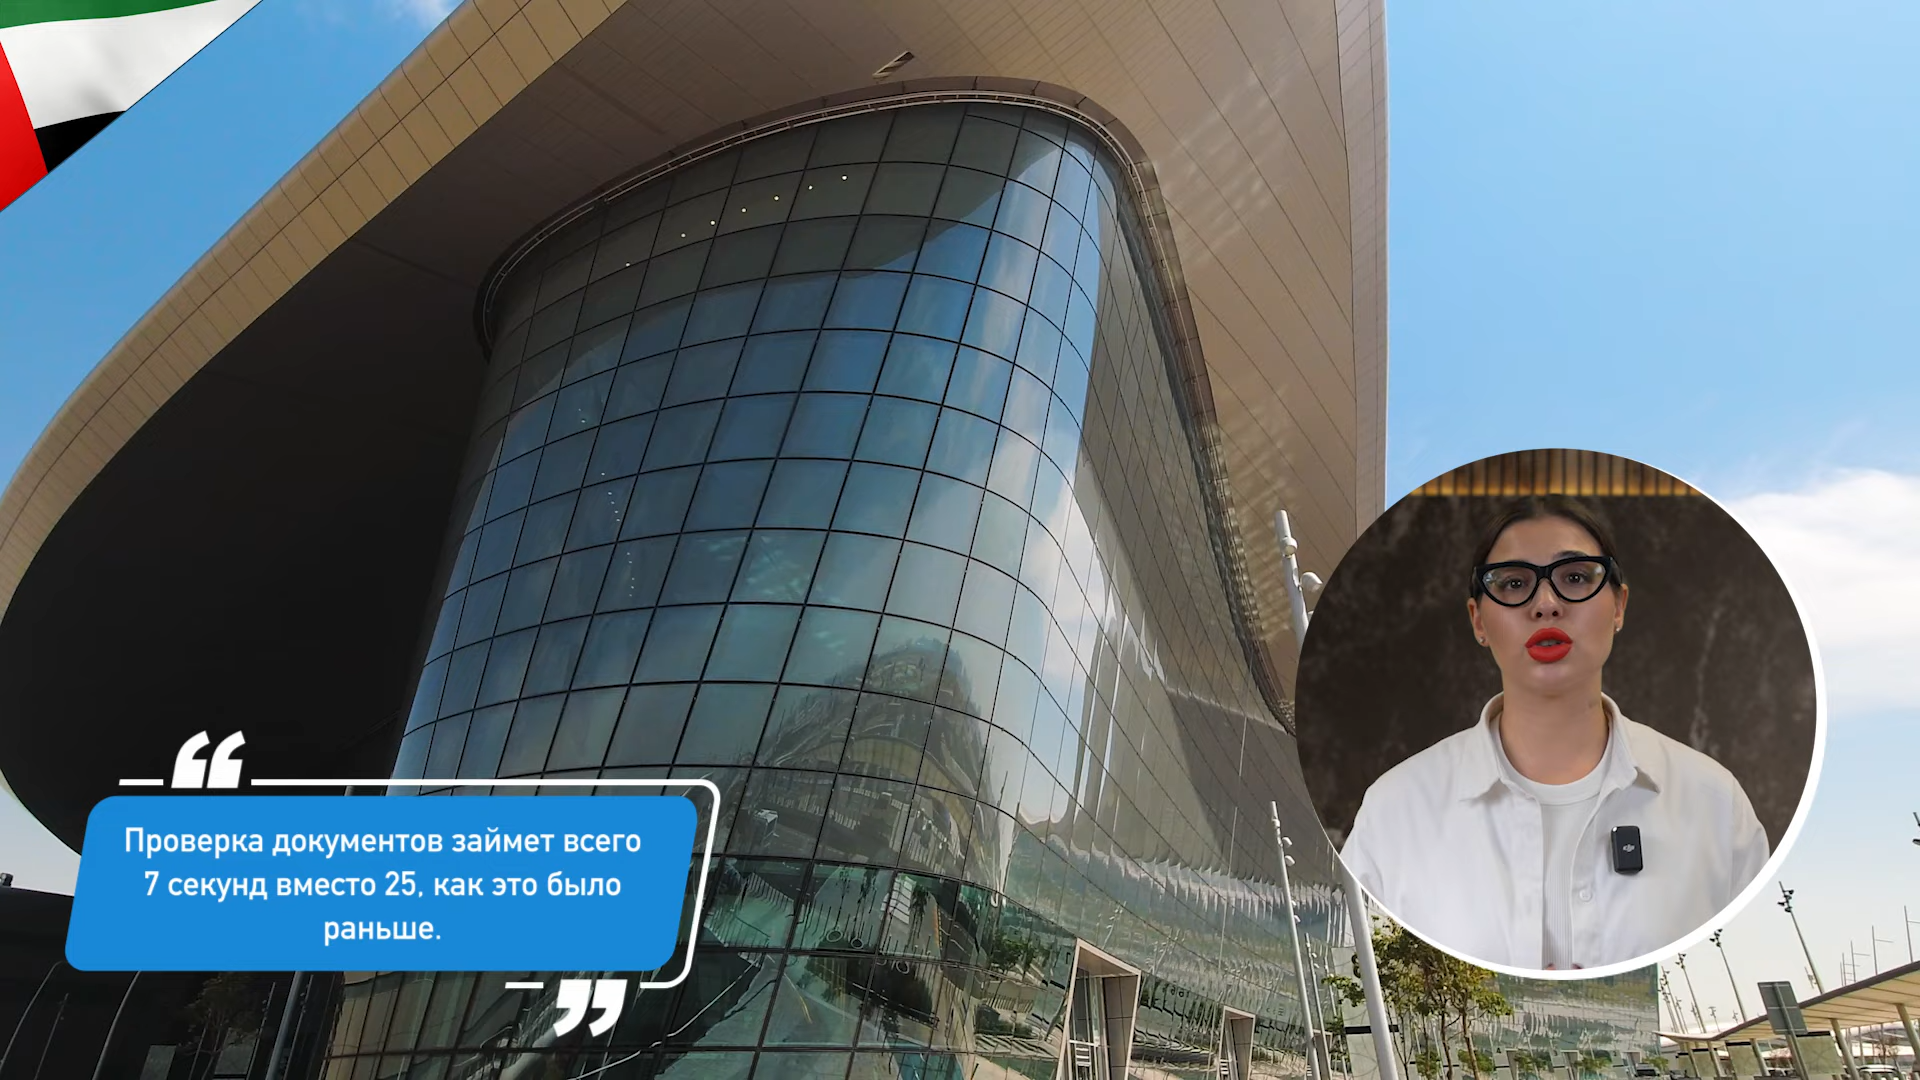 Проверка документов займет всего
7 секунд вместо 25, как это было
раньше.